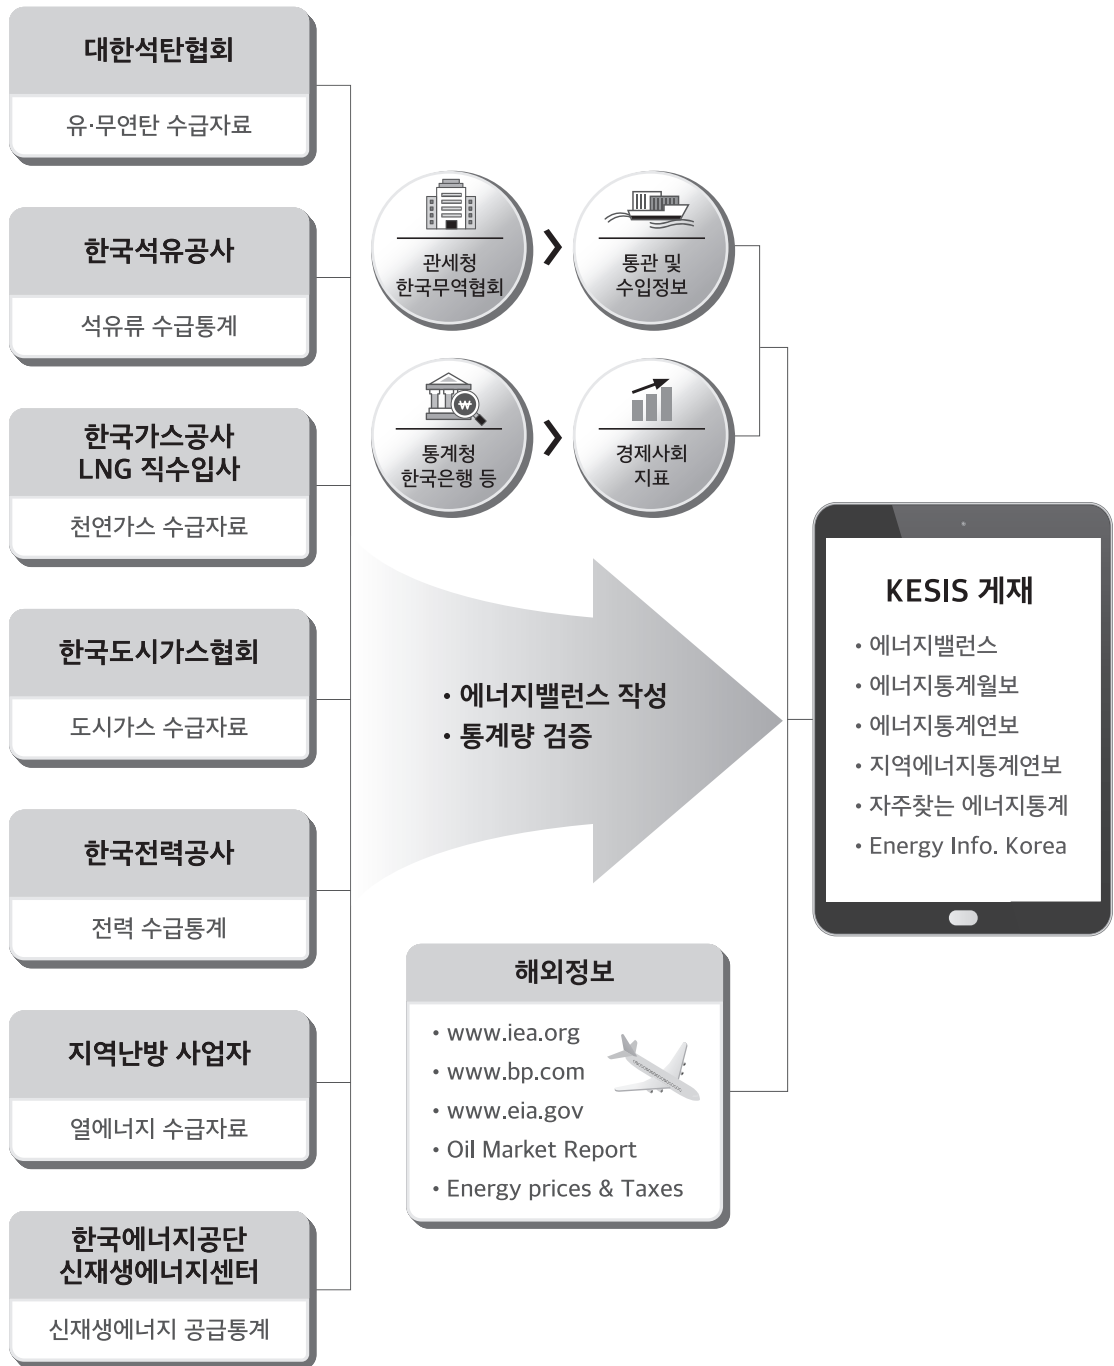 대한석탄협회
유·무연탄 수급자료
한국석유공사
석유류 수급통계
한국가스공사
LNG 직수입사
천연가스 수급자료
한국도시가스협회
도시가스 수급자료
한국전력공사
전력 수급통계
지역난방 사업자
열에너지 수급자료
한국에너지공단
신재생에너지센터
신재생에너지 공급통계
관세청
한국무역협회
통관 및
수입정보
통계청
한국은행 등
경제사회
지표
• 에너지밸런스 작성
• 통계량 검증
해외정보
• www.iea.org
• www.bp.com
• www.eia.gov
• Oil Market Report
• Energy prices & Taxes
KESIS 게재
• 에너지밸런스
• 에너지통계월보
• 에너지통계연보
• 지역에너지통계연보
• 자주찾는 에너지통계
• Energy Info. Korea